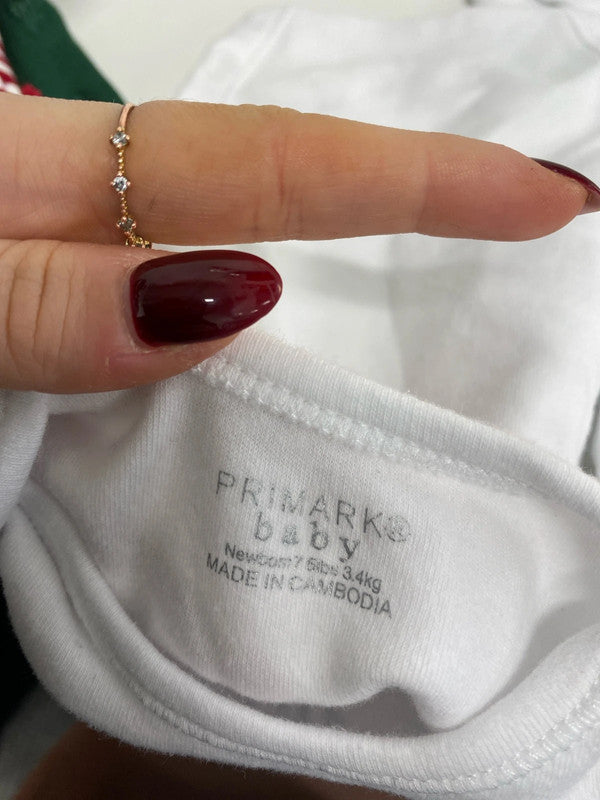 PRIMARK®
baby
Newborn 7.5lbs 3.4kg
MADE IN CAMBODIA